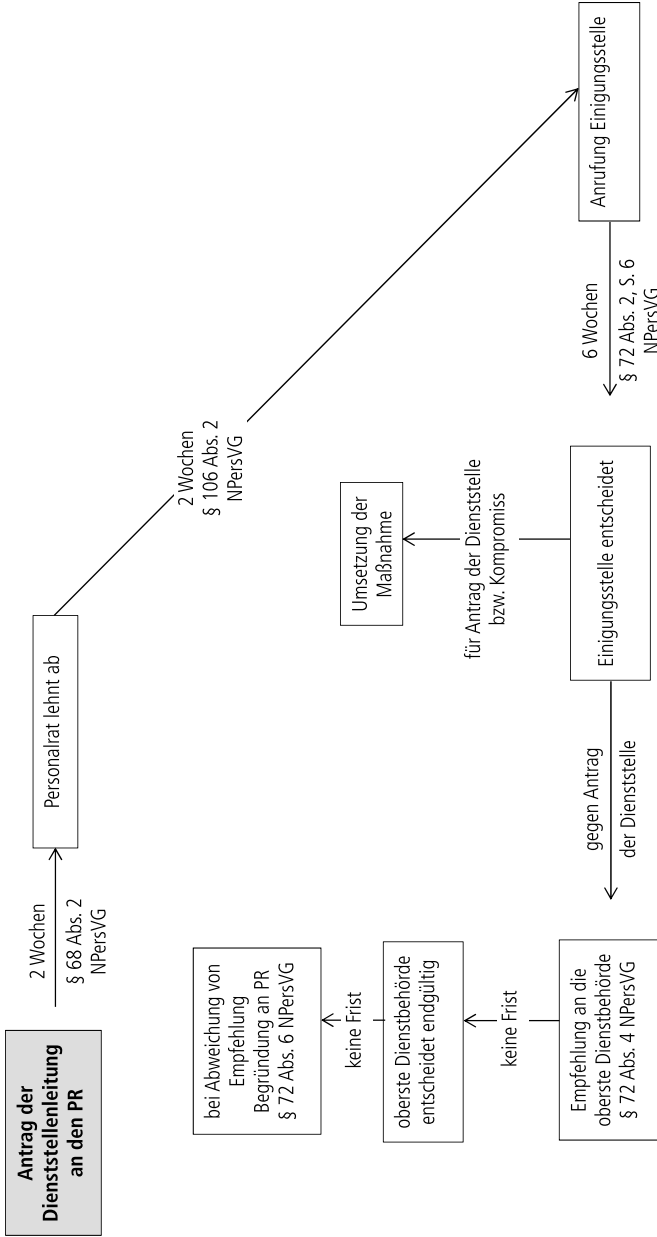 Antrag der
Dienststellenleitung
an den PR
2 Wochen
§ 68 Abs. 2
NPersVG
Personalrat lehnt ab
2 Wochen
§ 106 Abs. 2
NPersVG
Anrufung Einigungsstelle
6 Wochen
§ 72 Abs. 2, S. 6
NPersVG
Einigungsstelle entscheidet
für Antrag der Dienststelle
bzw. Kompromiss
Umsetzung der
Maßnahme
gegen Antrag
der Dienststelle
Empfehlung an die
oberste Dienstbehörde
§ 72 Abs. 4 NPersVG
keine Frist
oberste Dienstbehörde
entscheidet endgültig
keine Frist
bei Abweichung von
Empfehlung
Begründung an PR
§ 72 Abs. 6 NPersVG